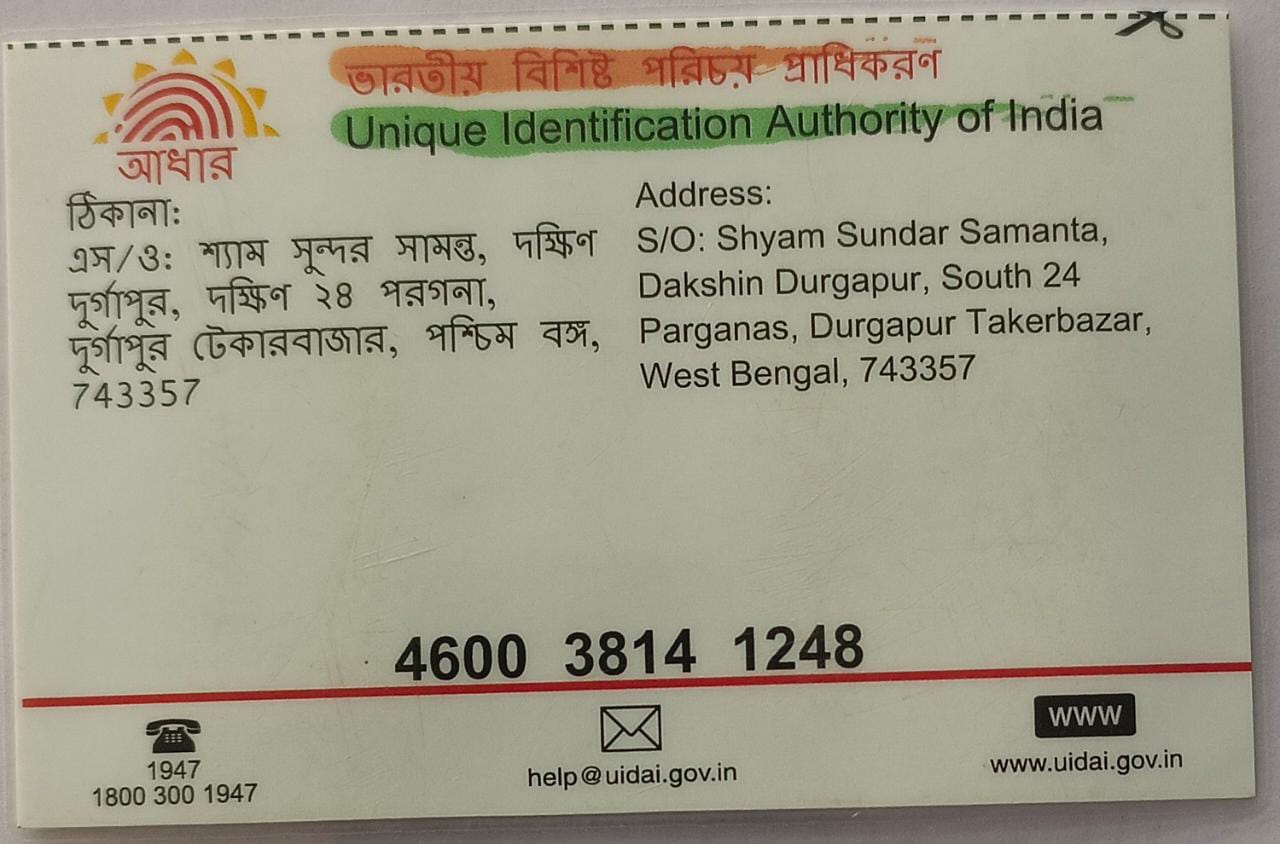 ভারতীয় বিশিষ্ট পরিচয় প্রাধিকরণ
Unique Identification Authority of India
আধার
ঠিকানা:
এস/ও: শ্যাম সুন্দর সামন্ত, দক্ষিণ
দুর্গাপুর, দক্ষিণ ২৪ পরগনা,
দুর্গাপুর টেকারবাজার, পশ্চিম বঙ্গ,
743357
Address:
S/O: Shyam Sundar Samanta,
Dakshin Durgapur, South 24
Parganas, Durgapur Takerbazar,
West Bengal, 743357
4600 3814 1248
1947
1800 300 1947
help@uidai.gov.in
www
www.uidai.gov.in